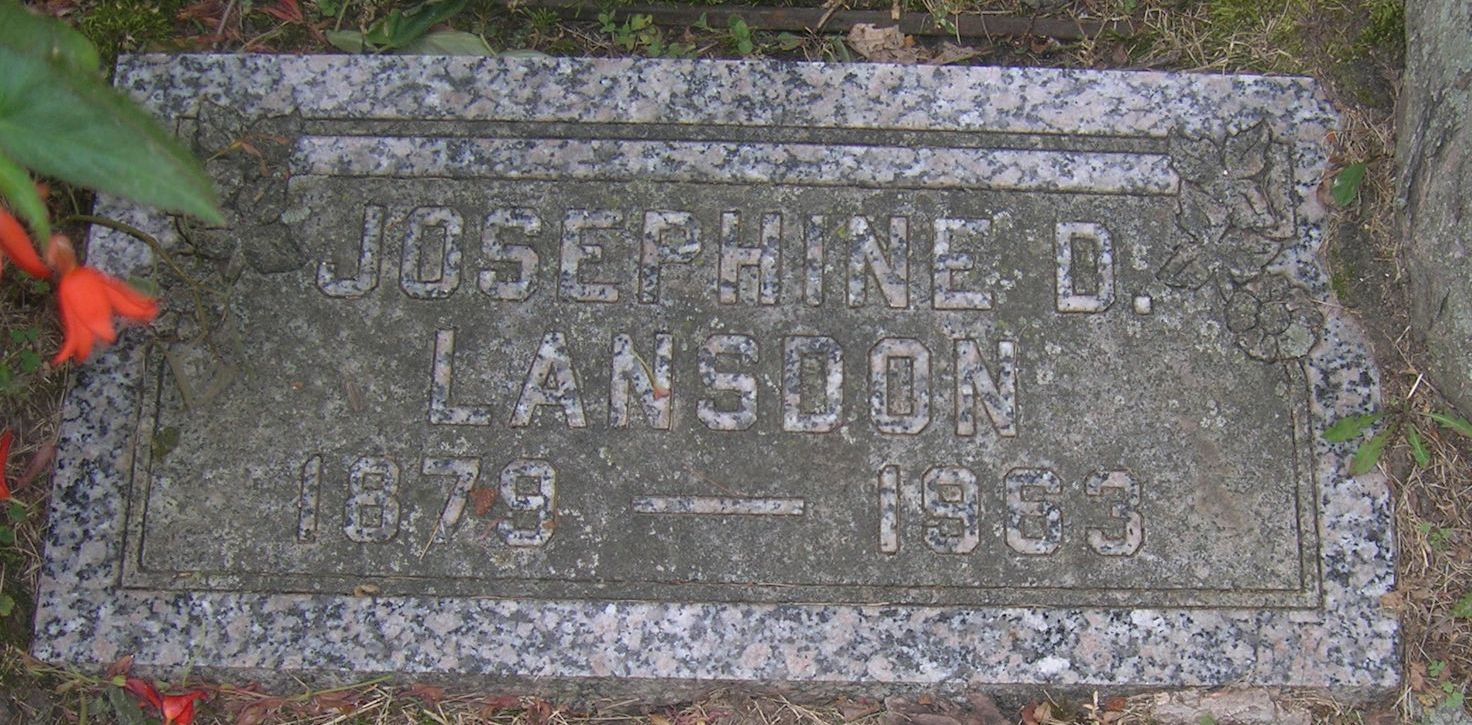 JOSEPHINE D.
LANSDON
1879 — 1963